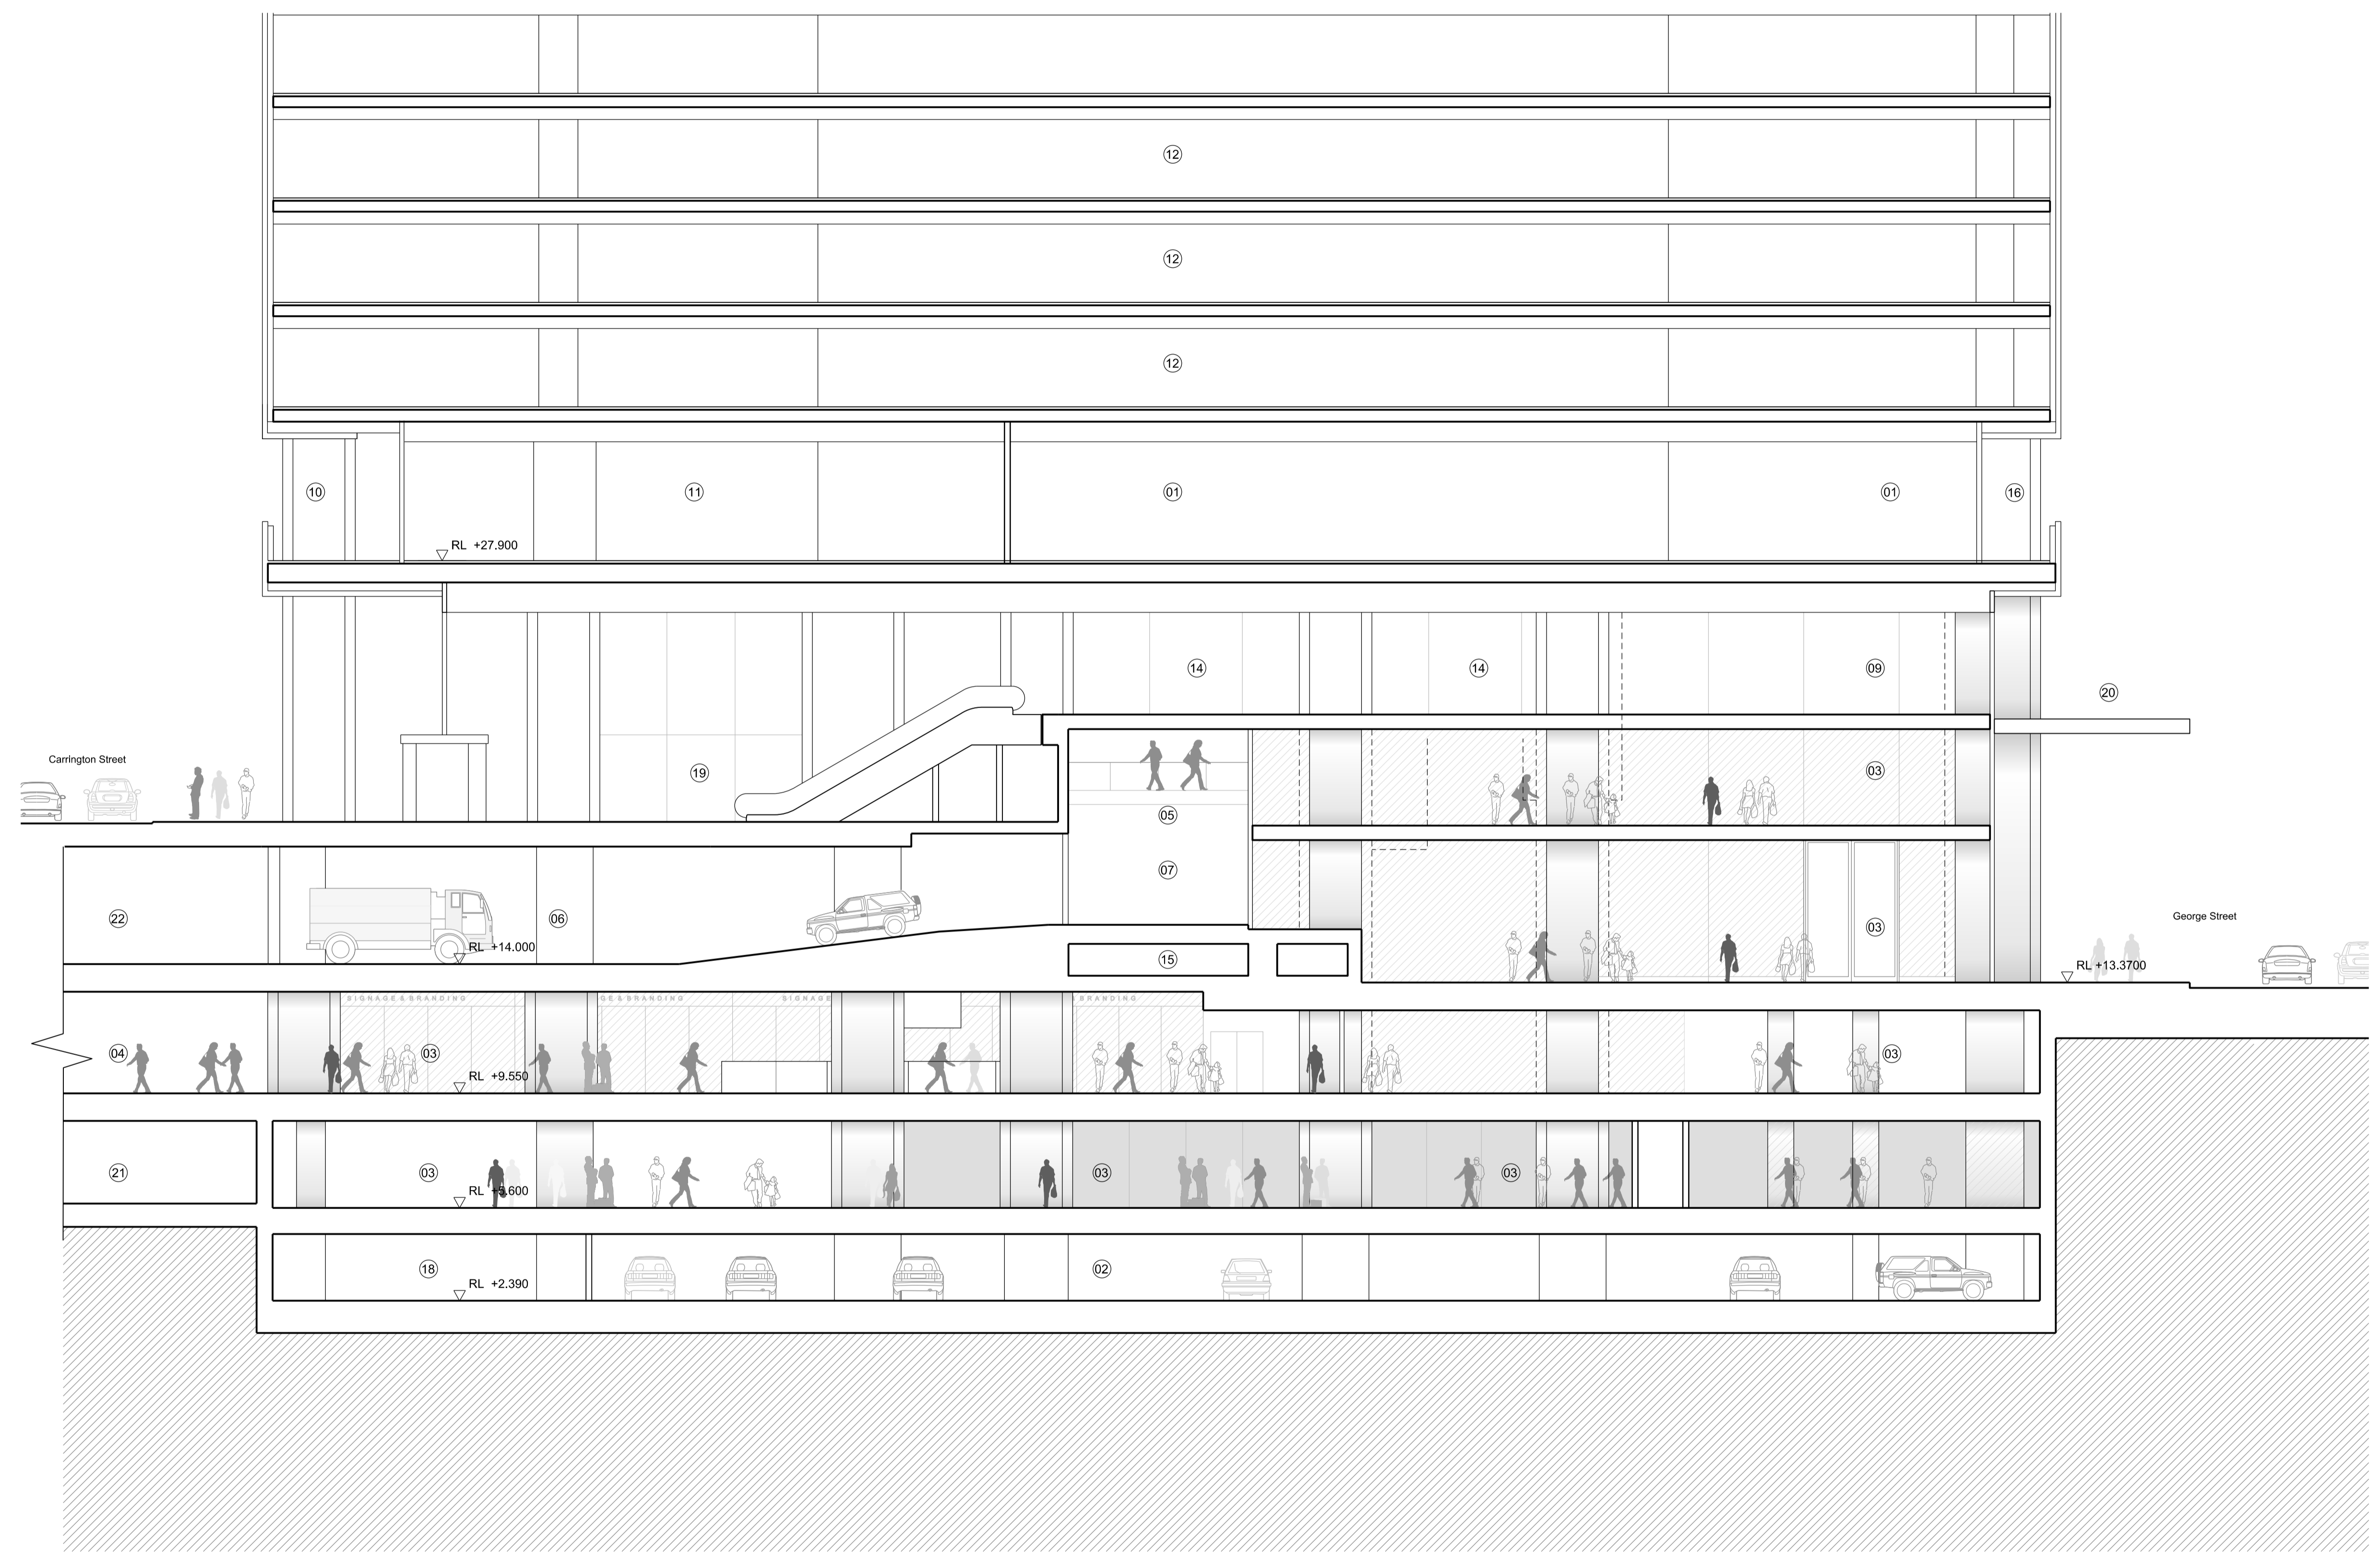 12
12
12
10
11
01
01
16
RL +27.900
14
14
09
20
Carrington Street
19
03
05
07
22
06
03
George Street
RL +14.000
15
RL +13.3700
SIGNAGE & BRANDING
GE & BRANDING
SIGNAGE
BRANDING
04
03
03
RL +9.550
21
03
03
03
RL +5.600
18
02
RL +2.390